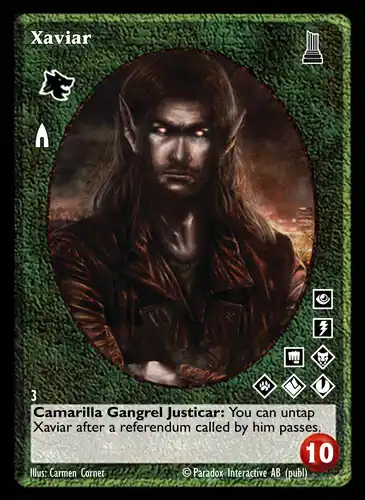 Xaviar
3
Camarilla Gangrel Justicar: You can untap
Xaviar after a referendum called by him passes.
10
Illus: Carmen Cornet
© Paradox Interactive AB (publ)